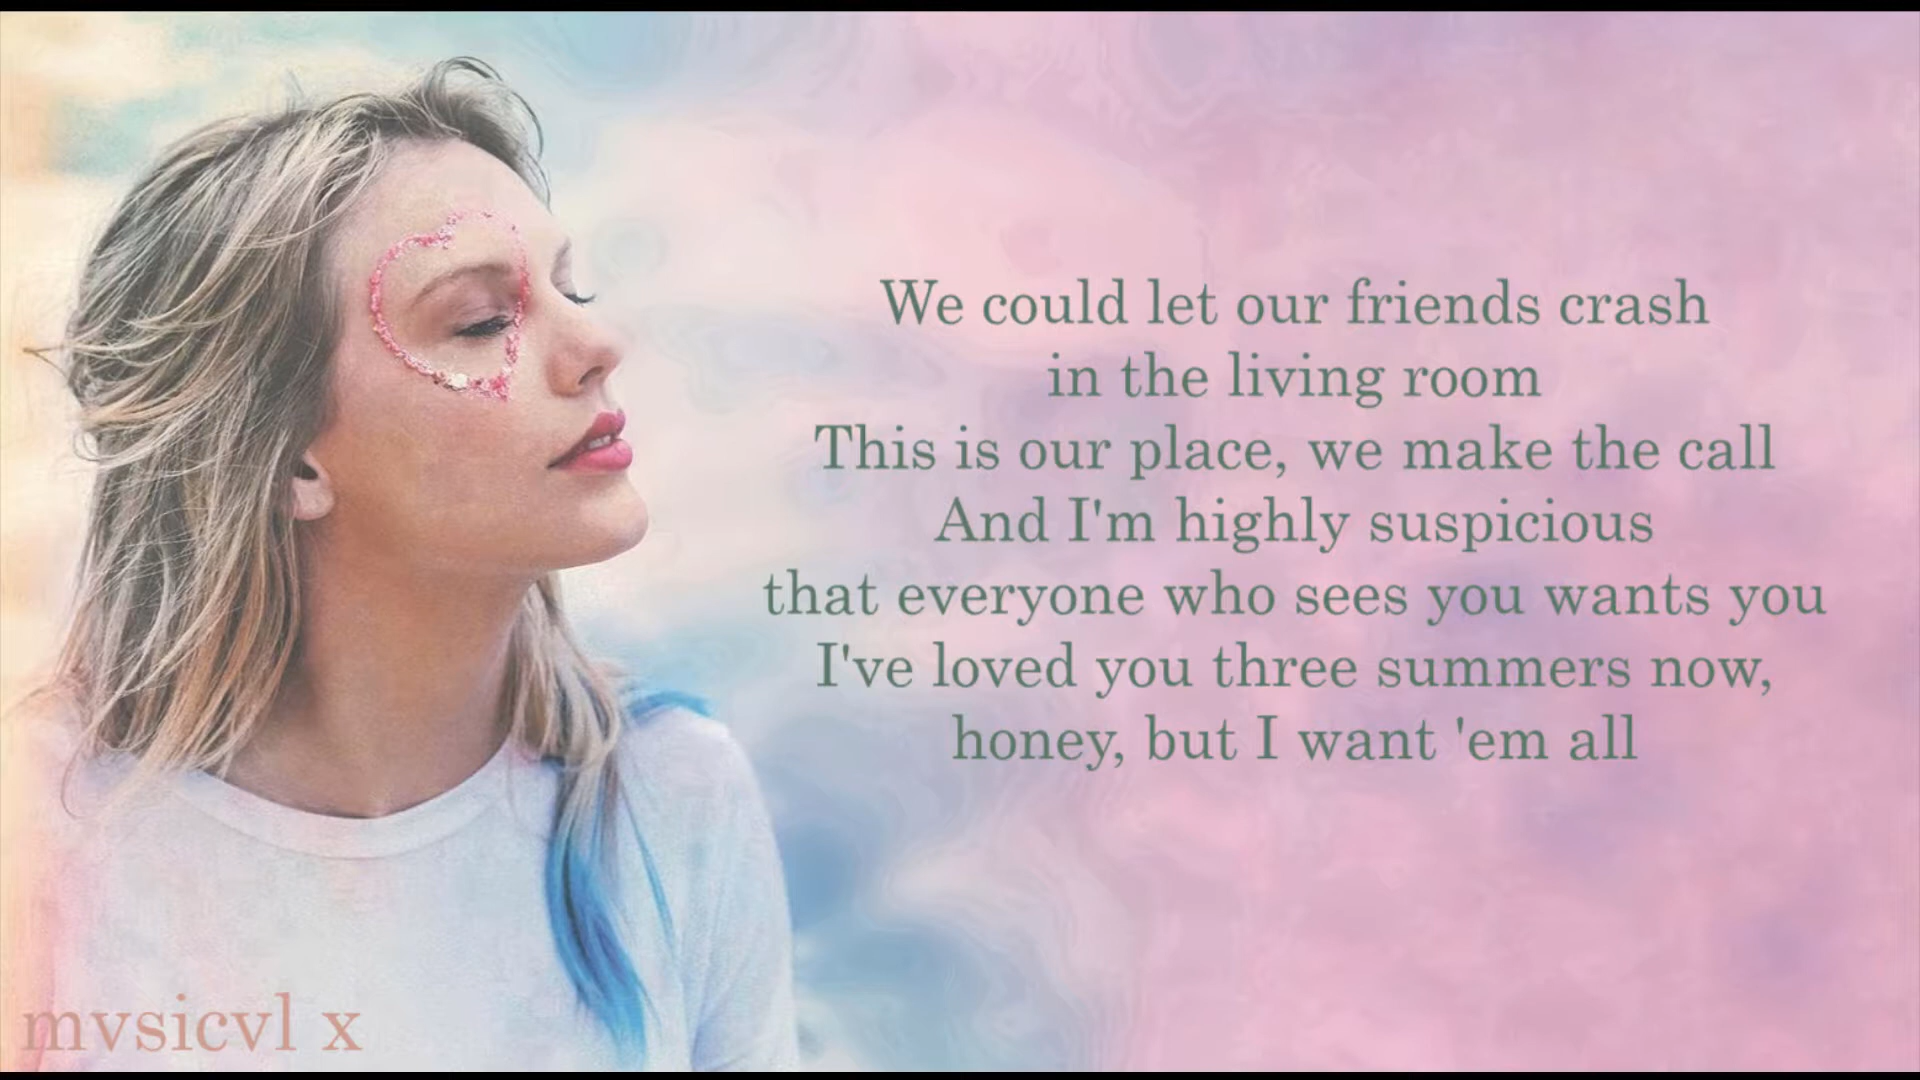 We could let our friends crash
in the living room
This is our place, we make the call
And I'm highly suspicious
that everyone who sees you wants you
I've loved you three summers now,
honey, but I want 'em all
mvsicvl x